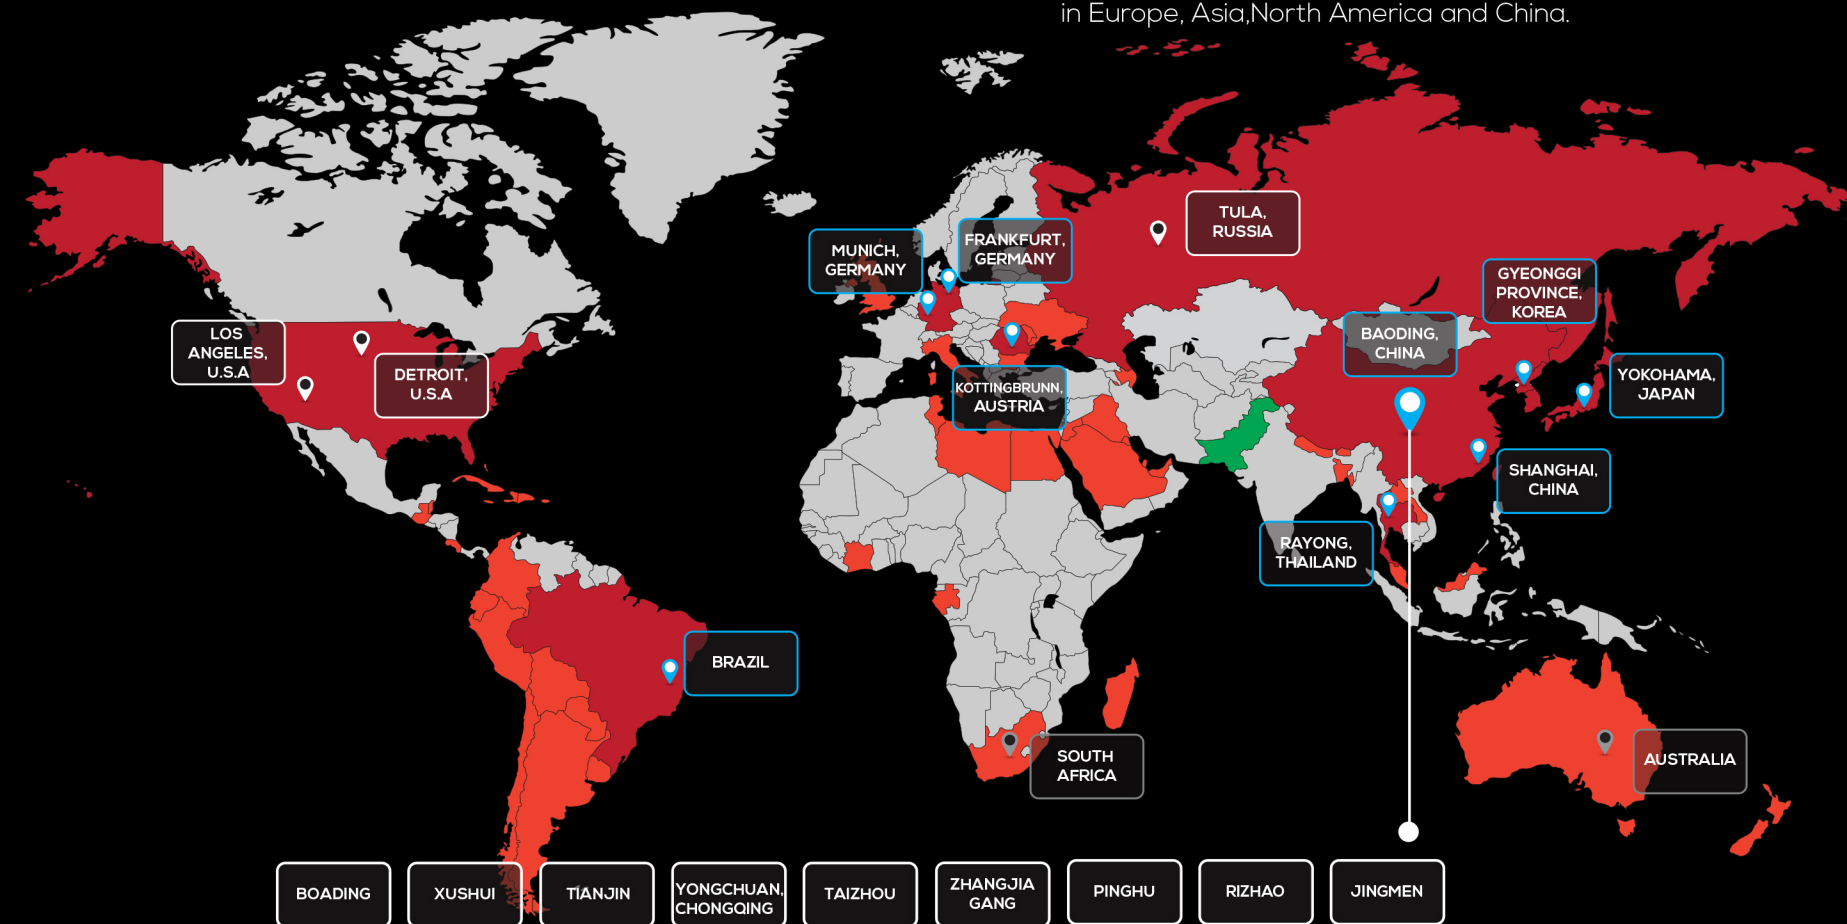 in Europe, Asia,North America and China.
TULA,
RUSSIA
MUNICH,
GERMANY
FRANKFURT,
GERMANY
GYEONGGI
PROVINCE,
KOREA
LOS
ANGELES,
U.S.A
BAODING,
CHINA
DETROIT,
U.S.A
KOTTINGBRUNN,
AUSTRIA
YOKOHAMA,
JAPAN
SHANGHAI,
CHINA
RAYONG,
THAILAND
BRAZIL
SOUTH
AFRICA
AUSTRALIA
BOADING
XUSHUI
TIANJIN
YONGCHUAN,
CHONGQING
TAIZHOU
ZHANGJIA
GANG
PINGHU
RIZHAO
JINGMEN